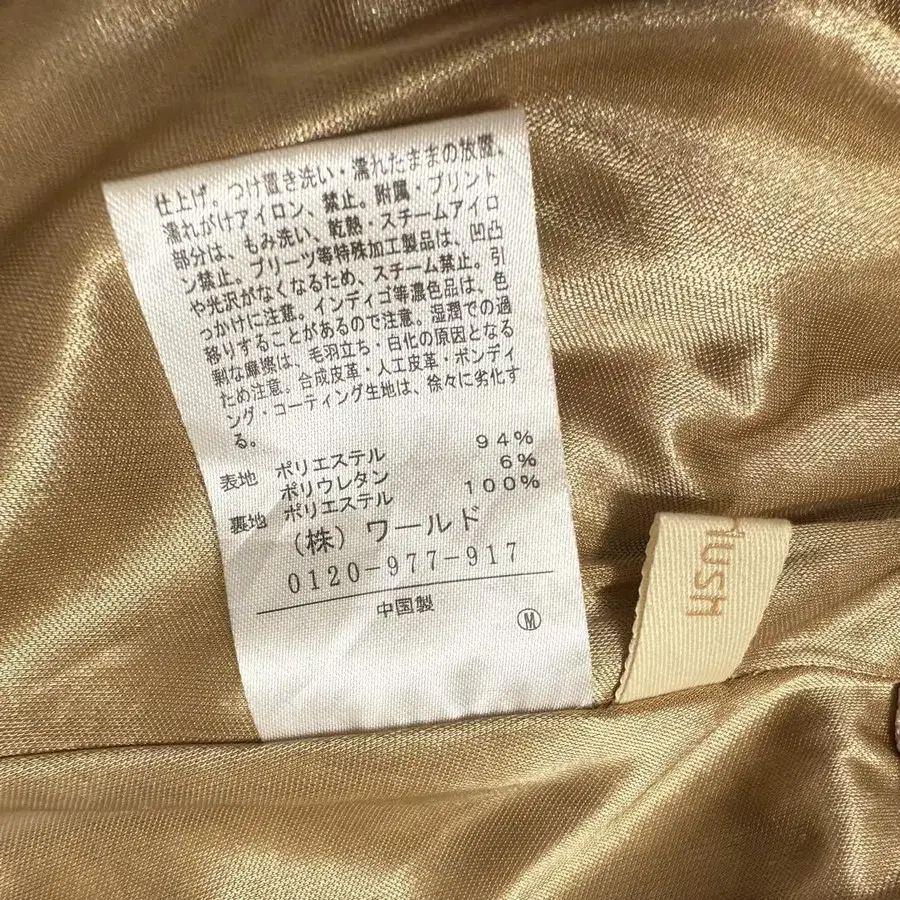 仕上げ。つけ置き洗い・濡れたままの放置、
濡れがけアイロン、禁止。附属・プリント
部分は、もみ洗い、乾熱・スチームアイロ
ン禁止。プリーツ等特殊加工製品は、凹凸
や光沢がなくなるため、スチーム禁止。引
っかけに注意。インディゴ等濃色品は、色
移りすることがあるので注意。湿潤での過
剰な摩擦は、毛羽立ち・白化の原因となる
ため注意。合成皮革・人工皮革・ボンディ
ング・コーティング生地は、徐々に劣化す
る。
表地 ポリエステル 94%
ポリウレタン 6%
裏地 ポリエステル 100%
(株)ワールド
0120-977-917
中国製
M
HUSH